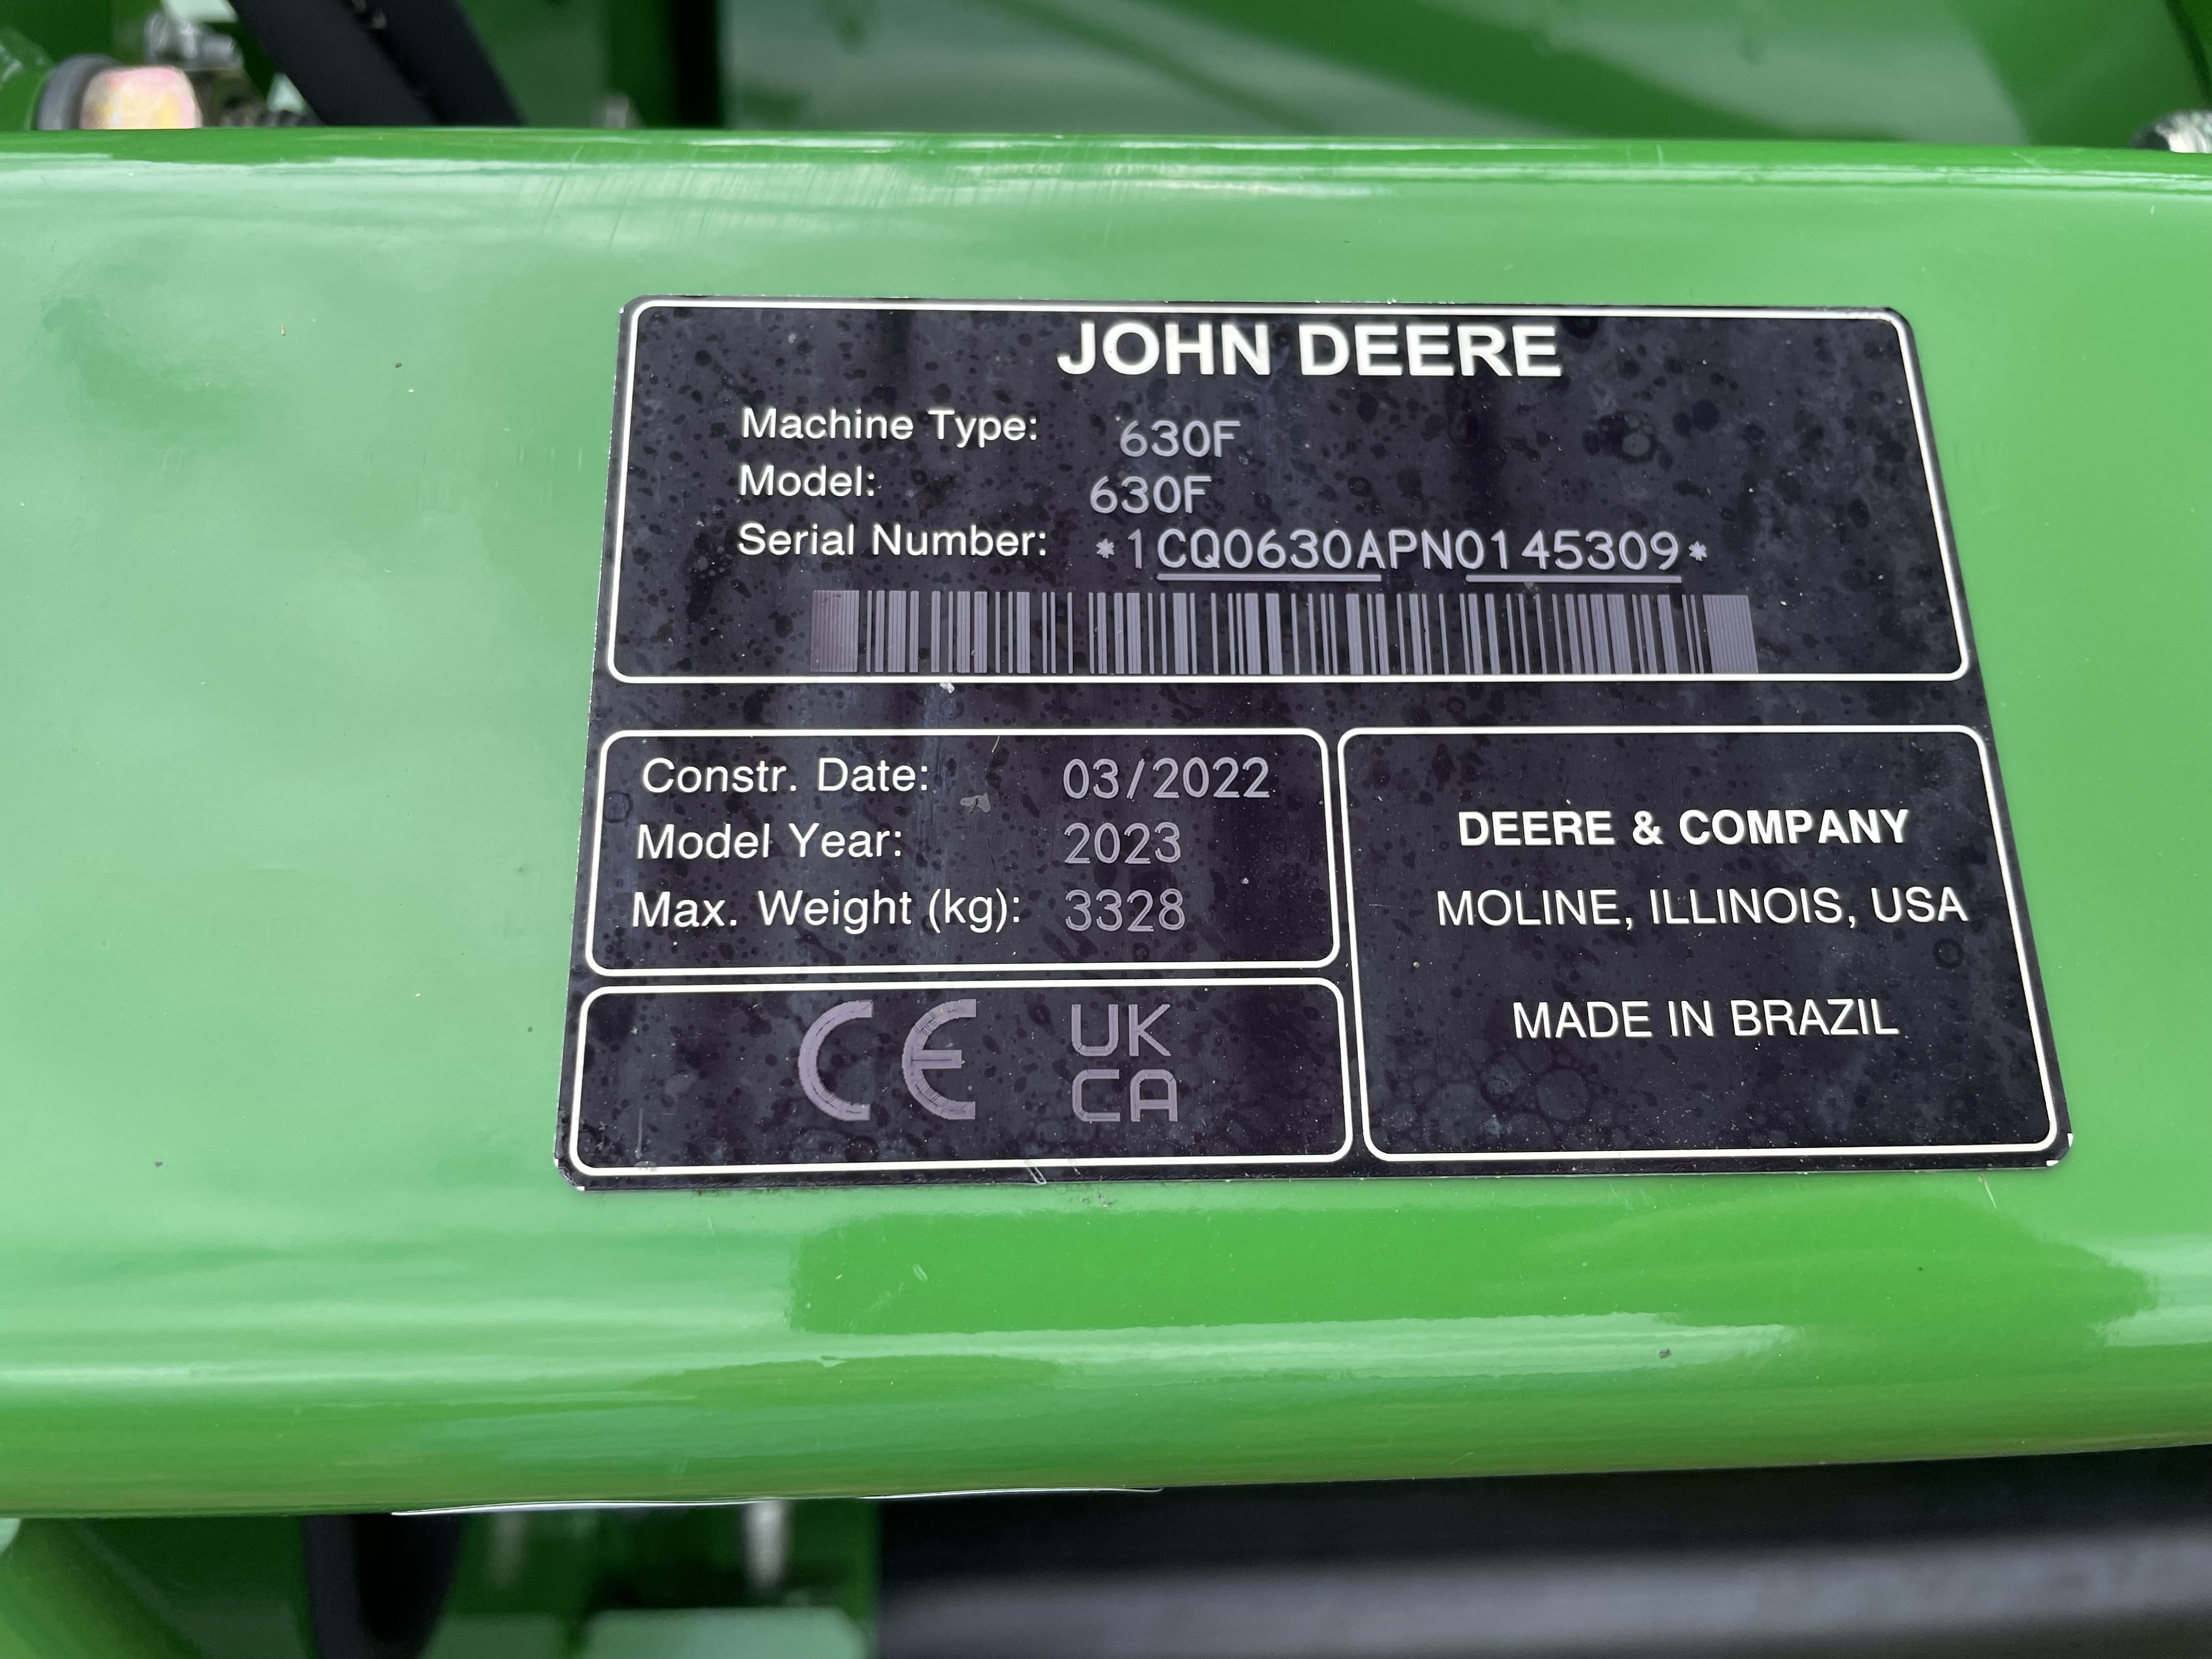 JOHN DEERE
Machine Type: 630F
Model: 630F
Serial Number: *1CQ0630APN0145309*
Constr. Date: 03/2022
Model Year: 2023
Max. Weight (kg): 3328
CE
UK
CA
DEERE & COMPANY
MOLINE, ILLINOIS, USA
MADE IN BRAZIL